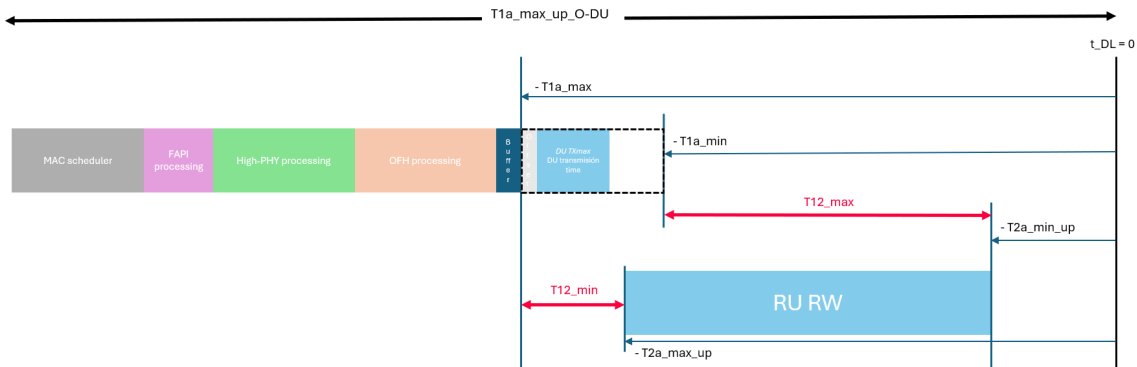 T1a_max_up_O-DU
t_DL = 0
- T1a_max
- T1a_min
MAC scheduler
FAPI
processing
High-PHY processing
OFH processing
B
u
f
f
e
r
DU TXmax
DU transmisión
time
T12_max
- T2a_min_up
T12_min
RU RW
- T2a_max_up